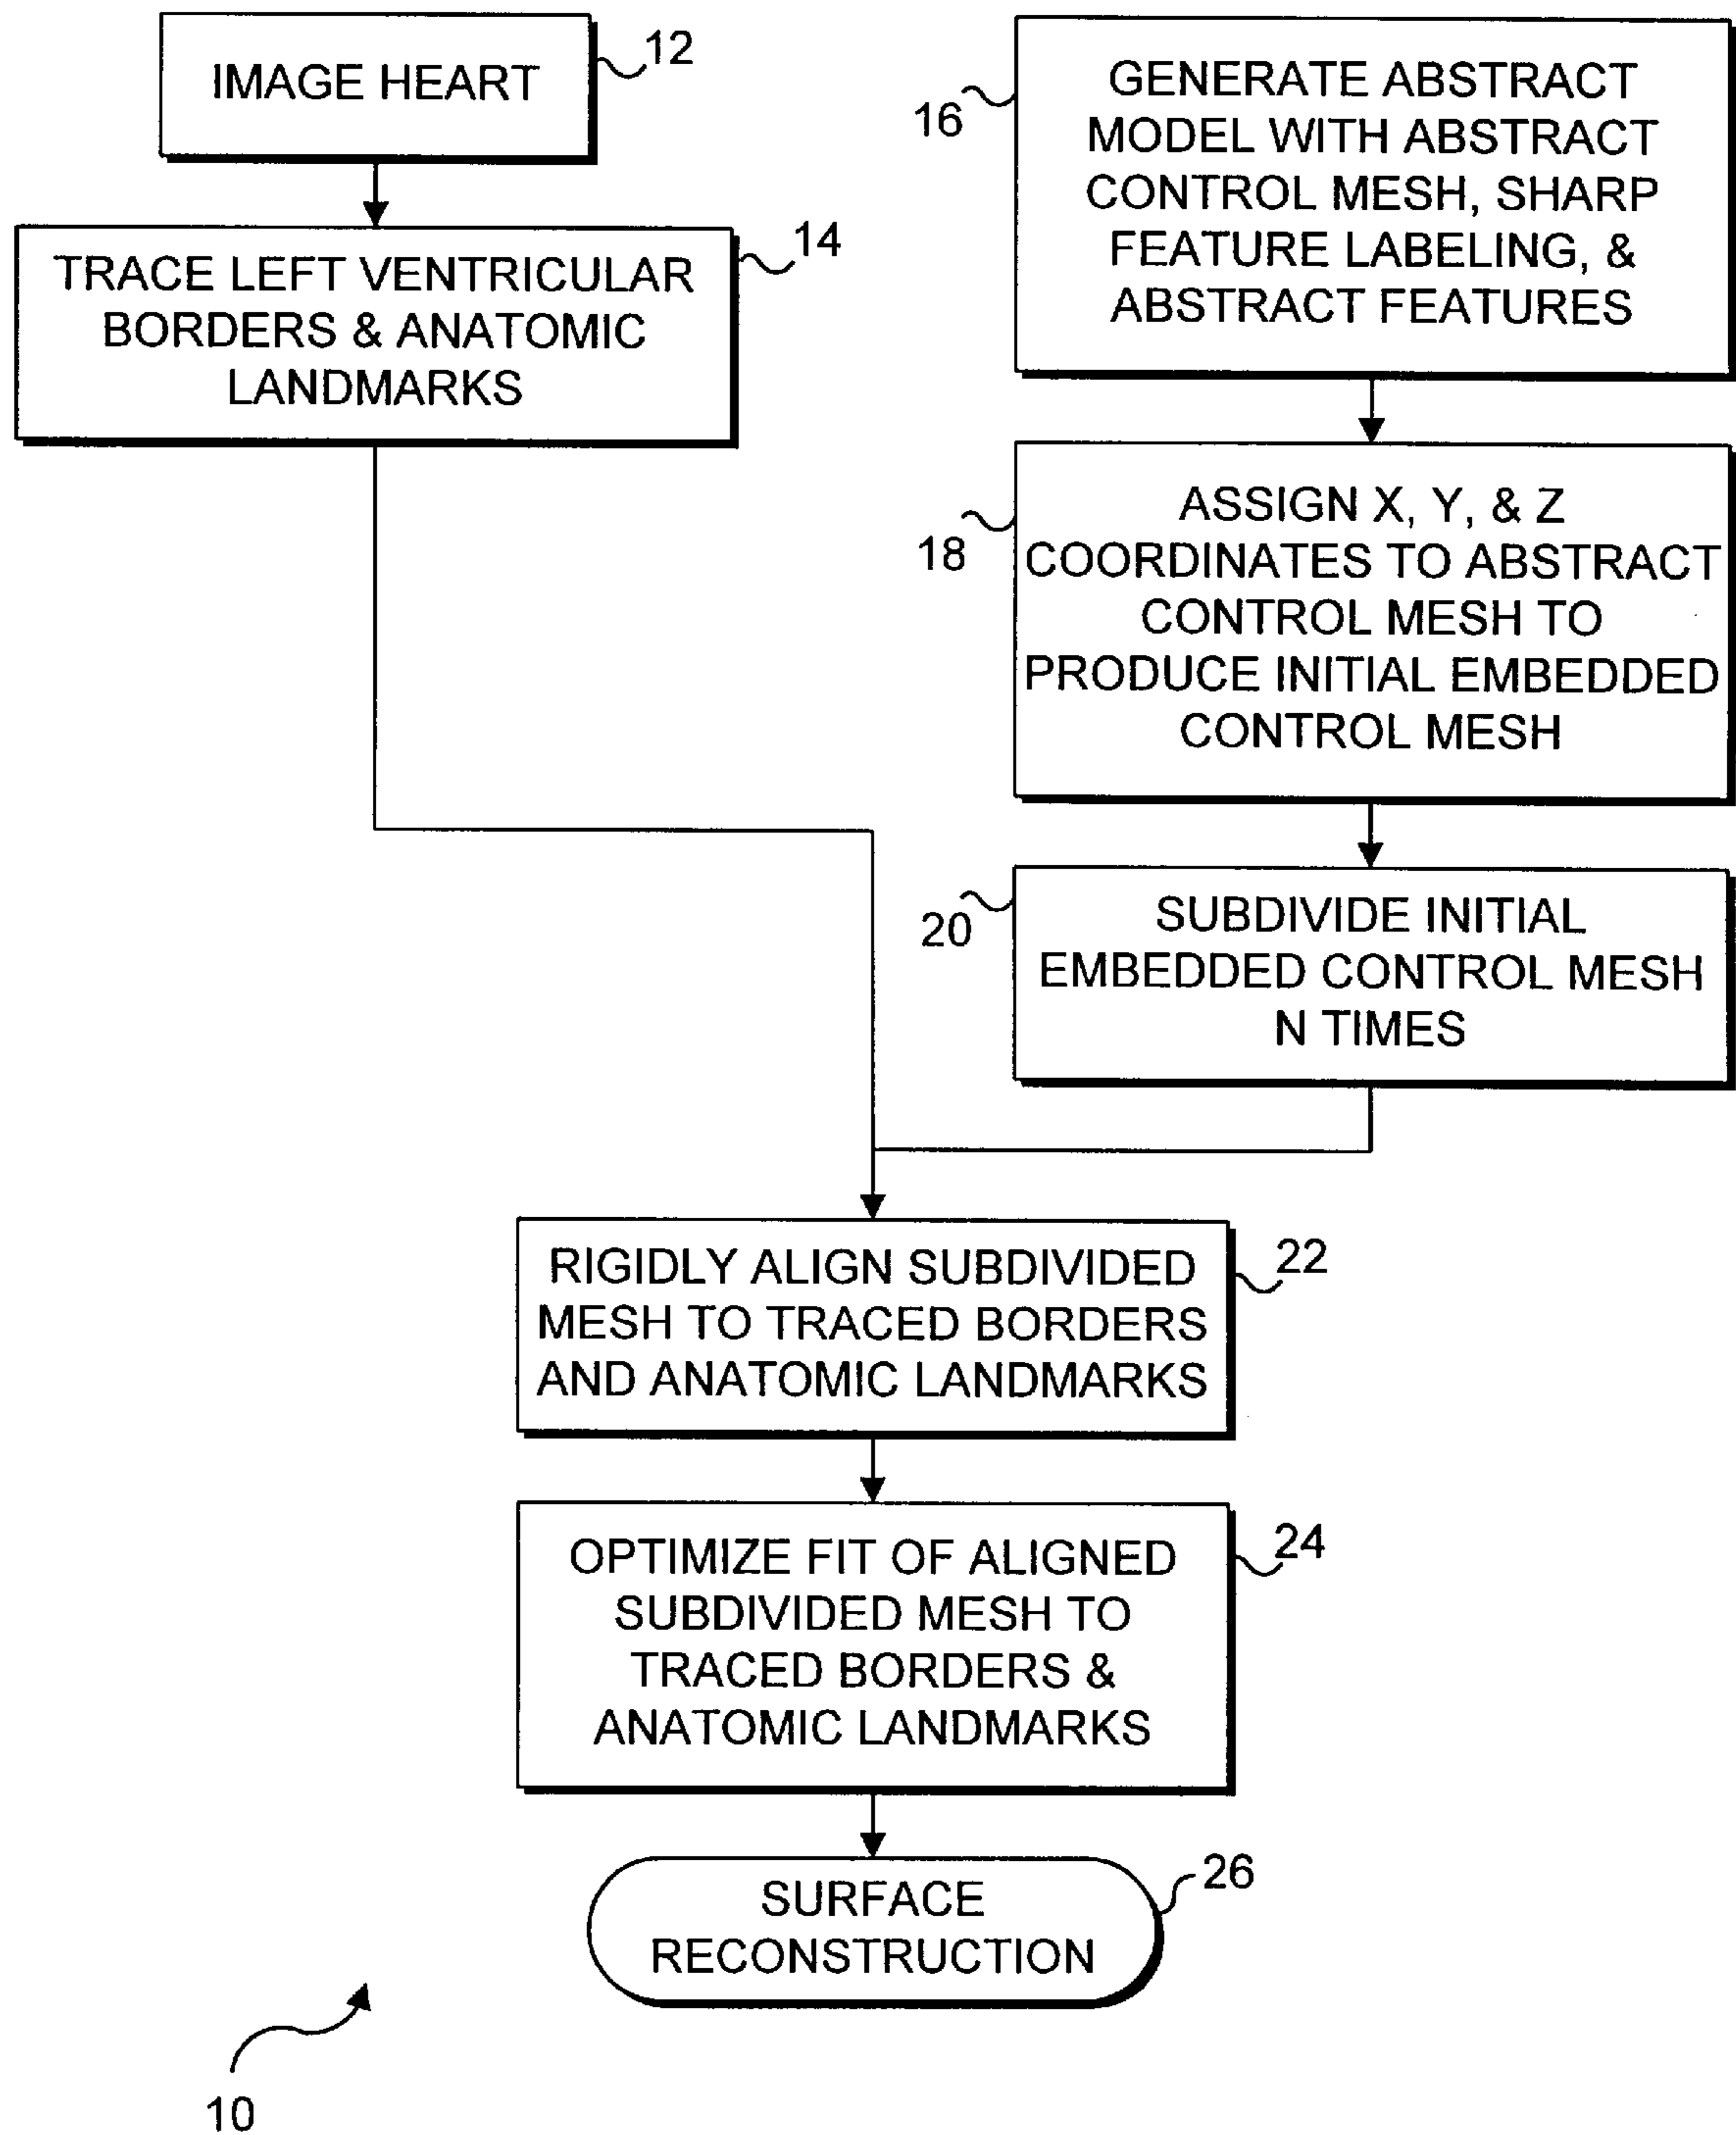 IMAGE HEART
12
TRACE LEFT VENTRICULAR
BORDERS & ANATOMIC
LANDMARKS
14
GENERATE ABSTRACT
MODEL WITH ABSTRACT
CONTROL MESH, SHARP
FEATURE LABELING, &
ABSTRACT FEATURES
16
ASSIGN X, Y, & Z
COORDINATES TO ABSTRACT
CONTROL MESH TO
PRODUCE INITIAL EMBEDDED
CONTROL MESH
18
SUBDIVIDE INITIAL
EMBEDDED CONTROL MESH
N TIMES
20
RIGIDLY ALIGN SUBDIVIDED
MESH TO TRACED BORDERS
AND ANATOMIC LANDMARKS
22
OPTIMIZE FIT OF ALIGNED
SUBDIVIDED MESH TO
TRACED BORDERS &
ANATOMIC LANDMARKS
24
SURFACE
RECONSTRUCTION
26
10